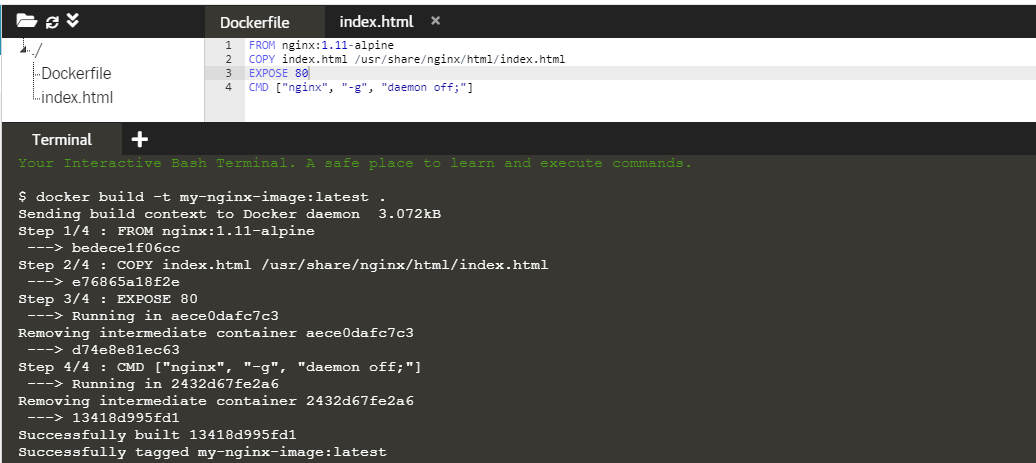 Dockerfile
index.html ×
./
Dockerfile
index.html
1 FROM nginx:1.11-alpine
2 COPY index.html /usr/share/nginx/html/index.html
3 EXPOSE 80
4 CMD ["nginx", "-g", "daemon off;"]
Terminal +
Your Interactive Bash Terminal. A safe place to learn and execute commands.
$ docker build -t my-nginx-image:latest .
Sending build context to Docker daemon  3.072kB
Step 1/4 : FROM nginx:1.11-alpine
 ---> bedece1f06cc
Step 2/4 : COPY index.html /usr/share/nginx/html/index.html
 ---> e76865a18f2e
Step 3/4 : EXPOSE 80
 ---> Running in aece0dafc7c3
Removing intermediate container aece0dafc7c3
 ---> d74e8e81ec63
Step 4/4 : CMD ["nginx", "-g", "daemon off;"]
 ---> Running in 2432d67fe2a6
Removing intermediate container 2432d67fe2a6
 ---> 13418d995fd1
Successfully built 13418d995fd1
Successfully tagged my-nginx-image:latest